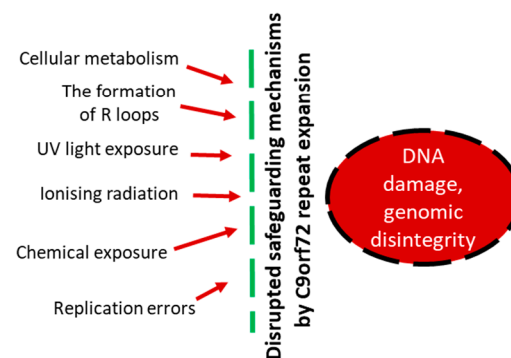 Cellular metabolism
The formation
of R loops
UV light exposure
Ionising radiation
Chemical exposure
Replication errors
Disrupted safeguarding mechanisms
by C9orf72 repeat expansion
DNA
damage,
genomic
disintegrity